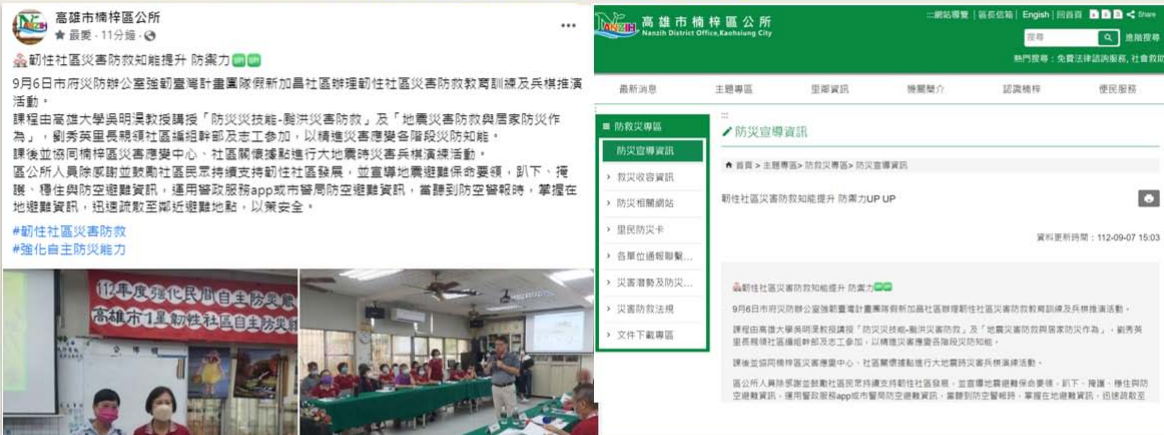 高雄市楠梓區公所
最愛 · 11分鐘 ·
韌性社區災害防救知能提升 防禦力
9月6日市府災防辦公室強韌臺灣計畫團隊假新加昌社區辦理韌性社區災害防救教育訓練及兵棋推演
活動。
課程由高雄大學吳明淏教授講授「防災災技能-颱洪災害防救」及「地震災害防救與居家防災作
為」，劉秀英里長親領社區編組幹部及志工參加，以精進災害應變各階段災防知能。
課後並協同楠梓區災害應變中心、社區關懷據點進行大地震時災害兵棋演練活動。
區公所人員除感謝並鼓勵社區民眾持續支持韌性社區發展，並宣導地震避難保命要領，趴下、掩
護、穩住與防空避難資訊，運用警政服務app或市警局防空避難資訊，當聽到防空警報時，掌握在
地避難資訊，迅速疏散至鄰近避難地點，以策安全。
#韌性社區災害防救
#強化自主防災能力
112年度強化民間自主防災
高雄市1星韌性社區自主防災
NANZIH
高雄市楠梓區公所
Nanzih District Office,Kaohsiung City
:::網站導覽 | 區長信箱 | Engish | 回首頁
Share
搜尋
進階搜尋
熱門搜尋：免費法律諮詢服務, 社會救助
最新消息
主題專區
里鄰資訊
機關簡介
認識楠梓
便民服務
防救災專區
防災宣導資訊
救災收容資訊
防災相關網站
里民防災卡
各單位通報聯繫...
災害潛勢及防災...
災害防救法規
文件下載專區
:::
防災宣導資訊
首頁 > 主題專區> 防救災專區> 防災宣導資訊
韌性社區災害防救知能提升 防禦力UP UP
資料更新時間：112-09-07 15:03
韌性社區災害防救知能提升 防禦力
9月6日市府災防辦公室強韌臺灣計畫團隊假新加昌社區辦理韌性社區災害防救教育訓練及兵棋推演活動。
課程由高雄大學吳明淏教授講授「防災災技能-颱洪災害防救」及「地震災害防救與居家防災作為」，劉秀英
里長親領社區編組幹部及志工參加，以精進災害應變各階段災防知能。
課後並協同楠梓區災害應變中心、社區關懷據點進行大地震時災害兵棋演練活動。
區公所人員除感謝並鼓勵社區民眾持續支持韌性社區發展，並宣導地震避難保命要領，趴下、掩護、穩住與防
空避難資訊，運用警政服務app或市警局防空避難資訊，當聽到防空警報時，掌握在地避難資訊，迅速疏散至